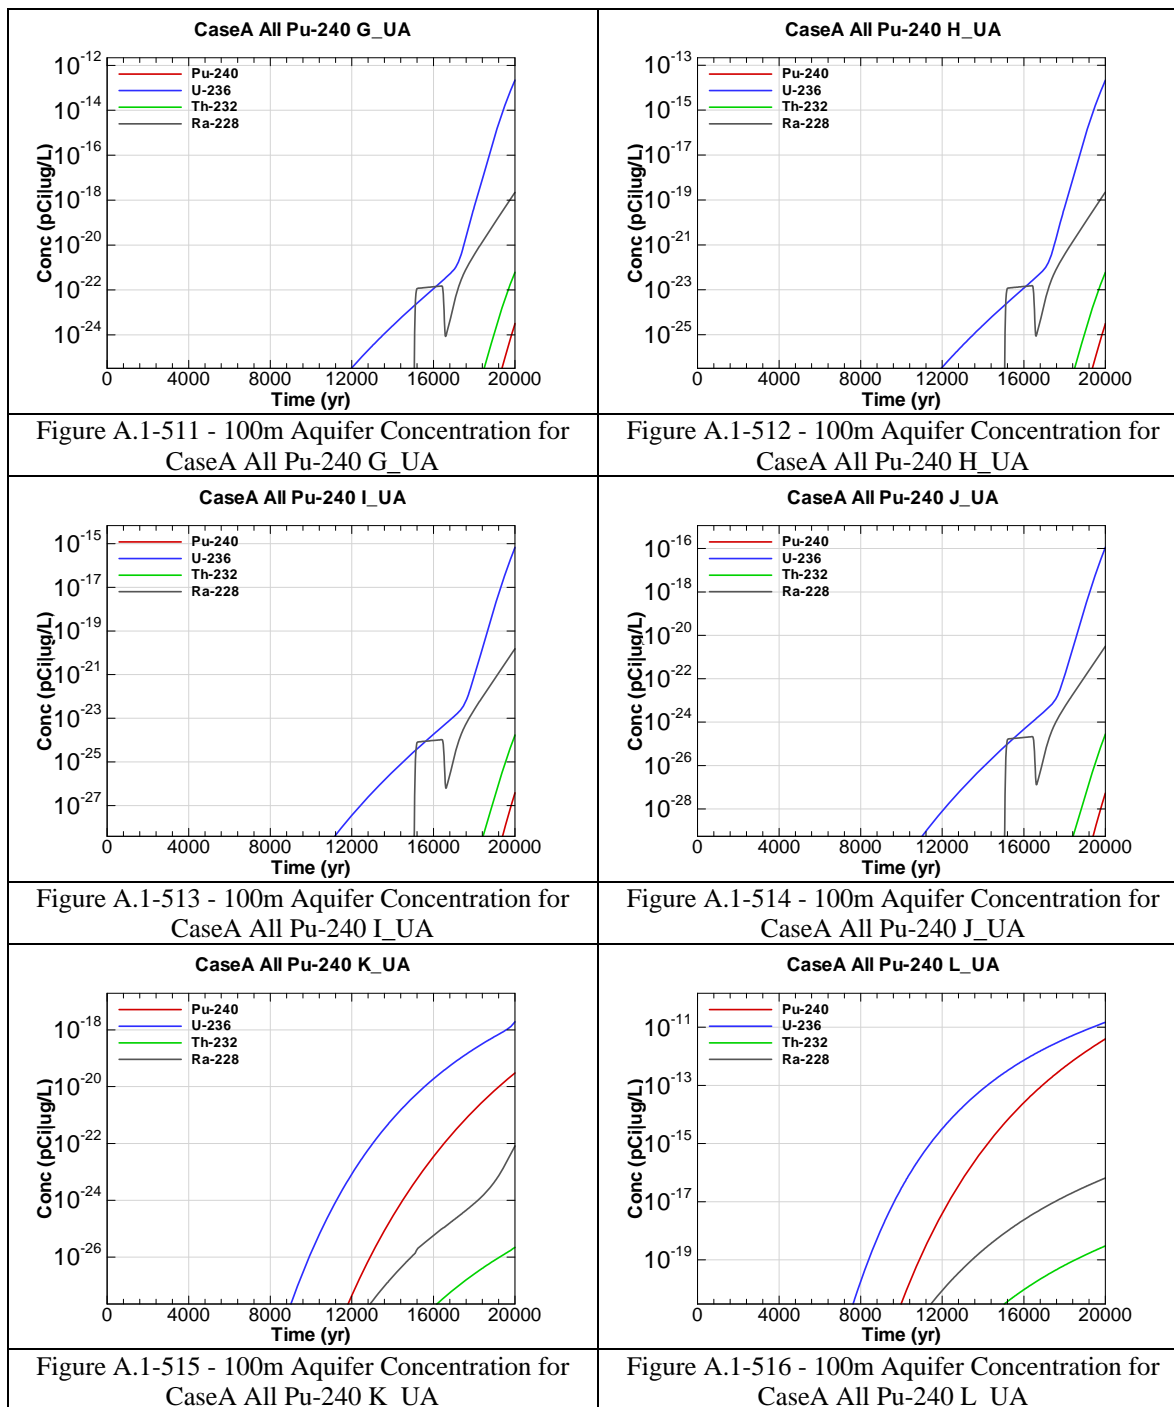 CaseA All Pu-240 G_UA
Conc (pCi|ug/L)
10-12
10-14
10-16
10-18
10-20
10-22
10-24
Pu-240
U-236
Th-232
Ra-228
0 4000 8000 12000 16000 20000
Time (yr)
Figure A.1-511 - 100m Aquifer Concentration for
CaseA All Pu-240 G_UA
CaseA All Pu-240 H_UA
Conc (pCi|ug/L)
10-13
10-15
10-17
10-19
10-21
10-23
10-25
Pu-240
U-236
Th-232
Ra-228
0 4000 8000 12000 16000 20000
Time (yr)
Figure A.1-512 - 100m Aquifer Concentration for
CaseA All Pu-240 H_UA
CaseA All Pu-240 I_UA
Conc (pCi|ug/L)
10-15
10-17
10-19
10-21
10-23
10-25
10-27
Pu-240
U-236
Th-232
Ra-228
0 4000 8000 12000 16000 20000
Time (yr)
Figure A.1-513 - 100m Aquifer Concentration for
CaseA All Pu-240 I_UA
CaseA All Pu-240 J_UA
Conc (pCi|ug/L)
10-16
10-18
10-20
10-22
10-24
10-26
10-28
Pu-240
U-236
Th-232
Ra-228
0 4000 8000 12000 16000 20000
Time (yr)
Figure A.1-514 - 100m Aquifer Concentration for
CaseA All Pu-240 J_UA
CaseA All Pu-240 K_UA
Conc (pCi|ug/L)
10-18
10-20
10-22
10-24
10-26
Pu-240
U-236
Th-232
Ra-228
0 4000 8000 12000 16000 20000
Time (yr)
Figure A.1-515 - 100m Aquifer Concentration for
CaseA All Pu-240 K_UA
CaseA All Pu-240 L_UA
Conc (pCi|ug/L)
10-11
10-13
10-15
10-17
10-19
Pu-240
U-236
Th-232
Ra-228
0 4000 8000 12000 16000 20000
Time (yr)
Figure A.1-516 - 100m Aquifer Concentration for
CaseA All Pu-240 L_UA